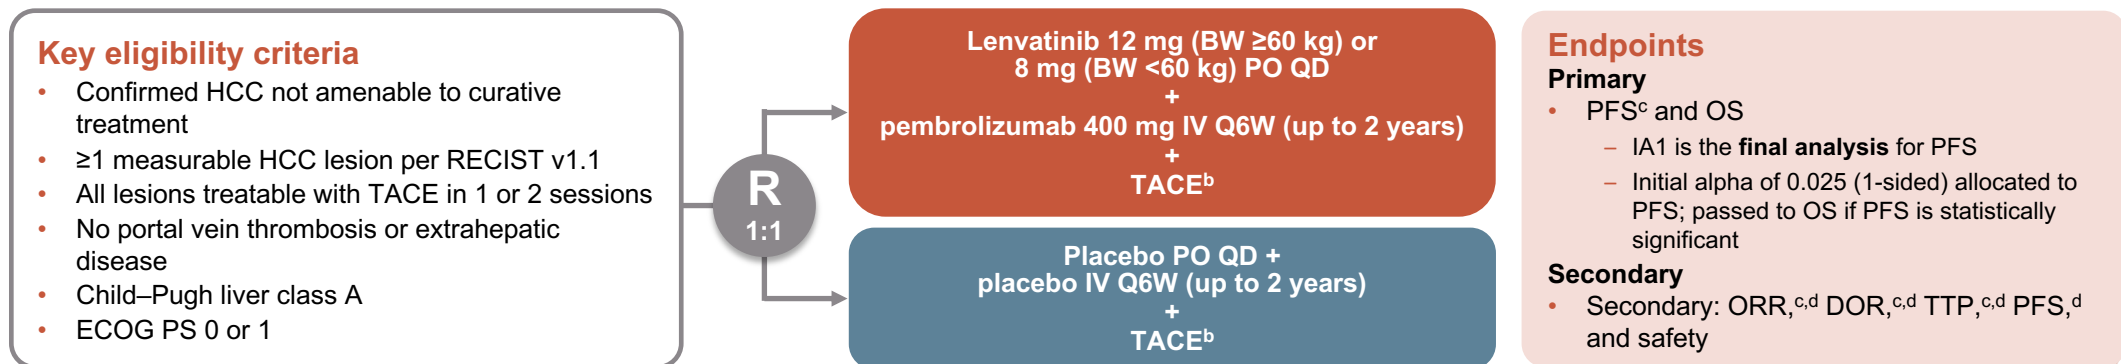 Key eligibility criteria
• Confirmed HCC not amenable to curative
treatment
• ≥1 measurable HCC lesion per RECIST v1.1
• All lesions treatable with TACE in 1 or 2 sessions
• No portal vein thrombosis or extrahepatic
disease
• Child–Pugh liver class A
• ECOG PS 0 or 1
R
1:1
Lenvatinib 12 mg (BW ≥60 kg) or
8 mg (BW <60 kg) PO QD
+
pembrolizumab 400 mg IV Q6W (up to 2 years)
+
TACEᵇ
Placebo PO QD +
placebo IV Q6W (up to 2 years)
+
TACEᵇ
Endpoints
Primary
• PFSᶜ and OS
– IA1 is the final analysis for PFS
– Initial alpha of 0.025 (1-sided) allocated to
PFS; passed to OS if PFS is statistically
significant
Secondary
• Secondary: ORR,ᶜ,ᵈ DOR,ᶜ,ᵈ TTP,ᶜ,ᵈ PFS,ᵈ
and safety